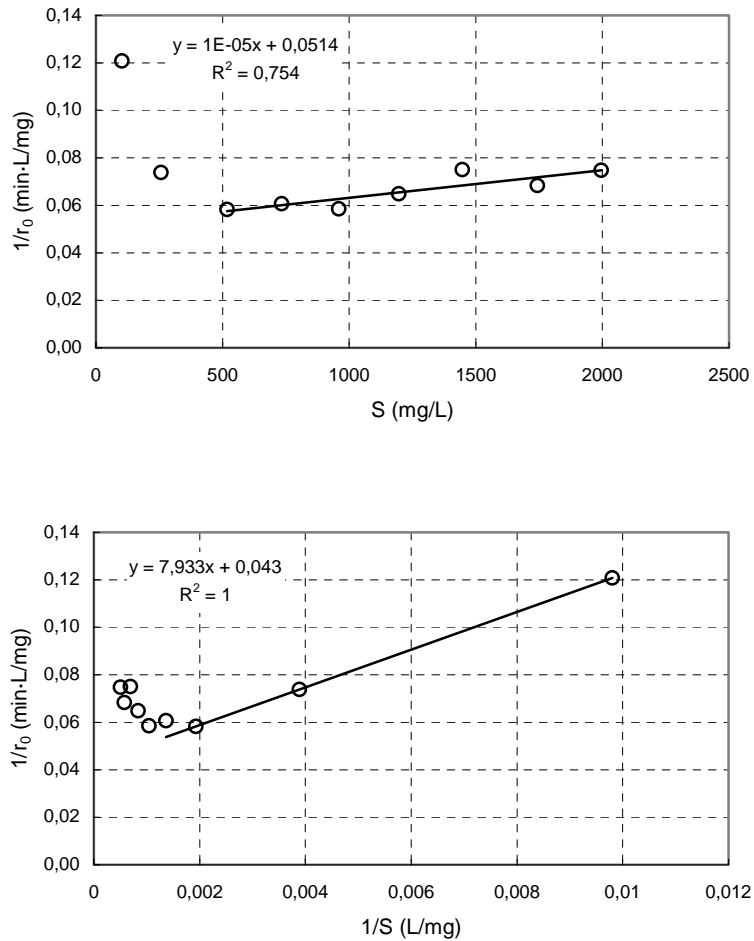 0,14
0,12
0,10
0,08
0,06
0,04
0,02
0,00
y = 1E-05x + 0,0514
R² = 0,754
1/r₀ (min·L/mg)
0 500 1000 1500 2000 2500
S (mg/L)
0,14
0,12
0,10
0,08
0,06
0,04
0,02
0,00
y = 7,933x + 0,043
R² = 1
1/r₀ (min·L/mg)
0 0,002 0,004 0,006 0,008 0,01 0,012
1/S (L/mg)